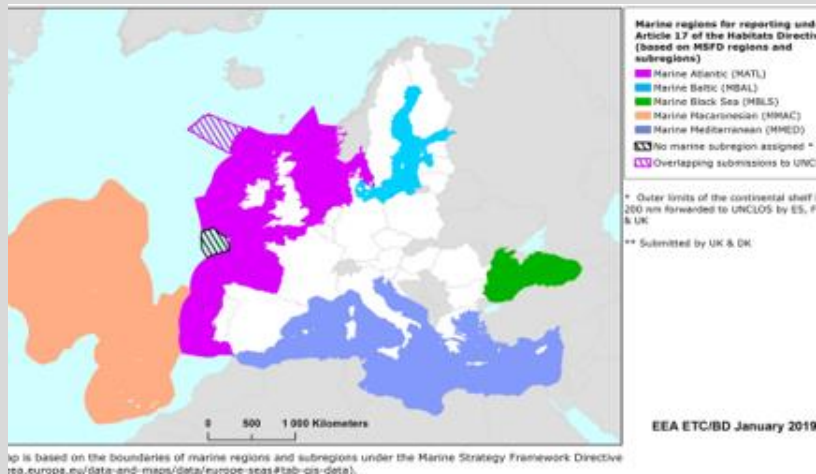 Marine regions for reporting und
Article 17 of the Habitats Directiv
(based on MSFD regions and
subregions)
Marine Atlantic (MATL)
Marine Baltic (MBAL)
Marine Black Sea (MBLS)
Marine Macaronesian (MMAC)
Marine Mediterranean (MMED)
No marine subregion assigned *
Overlapping submissions to UNC
* Outer limits of the continental shelf
200 nm forwarded to UNCLOS by ES, F
& UK
** Submitted by UK & DK
0 500 1 000 Kilometers
EEA ETC/BD January 2019
ap is based on the boundaries of marine regions and subregions under the Marine Strategy Framework Directive
eea.europa.eu/data-and-maps/data/europe-seas#tab-gis-data).